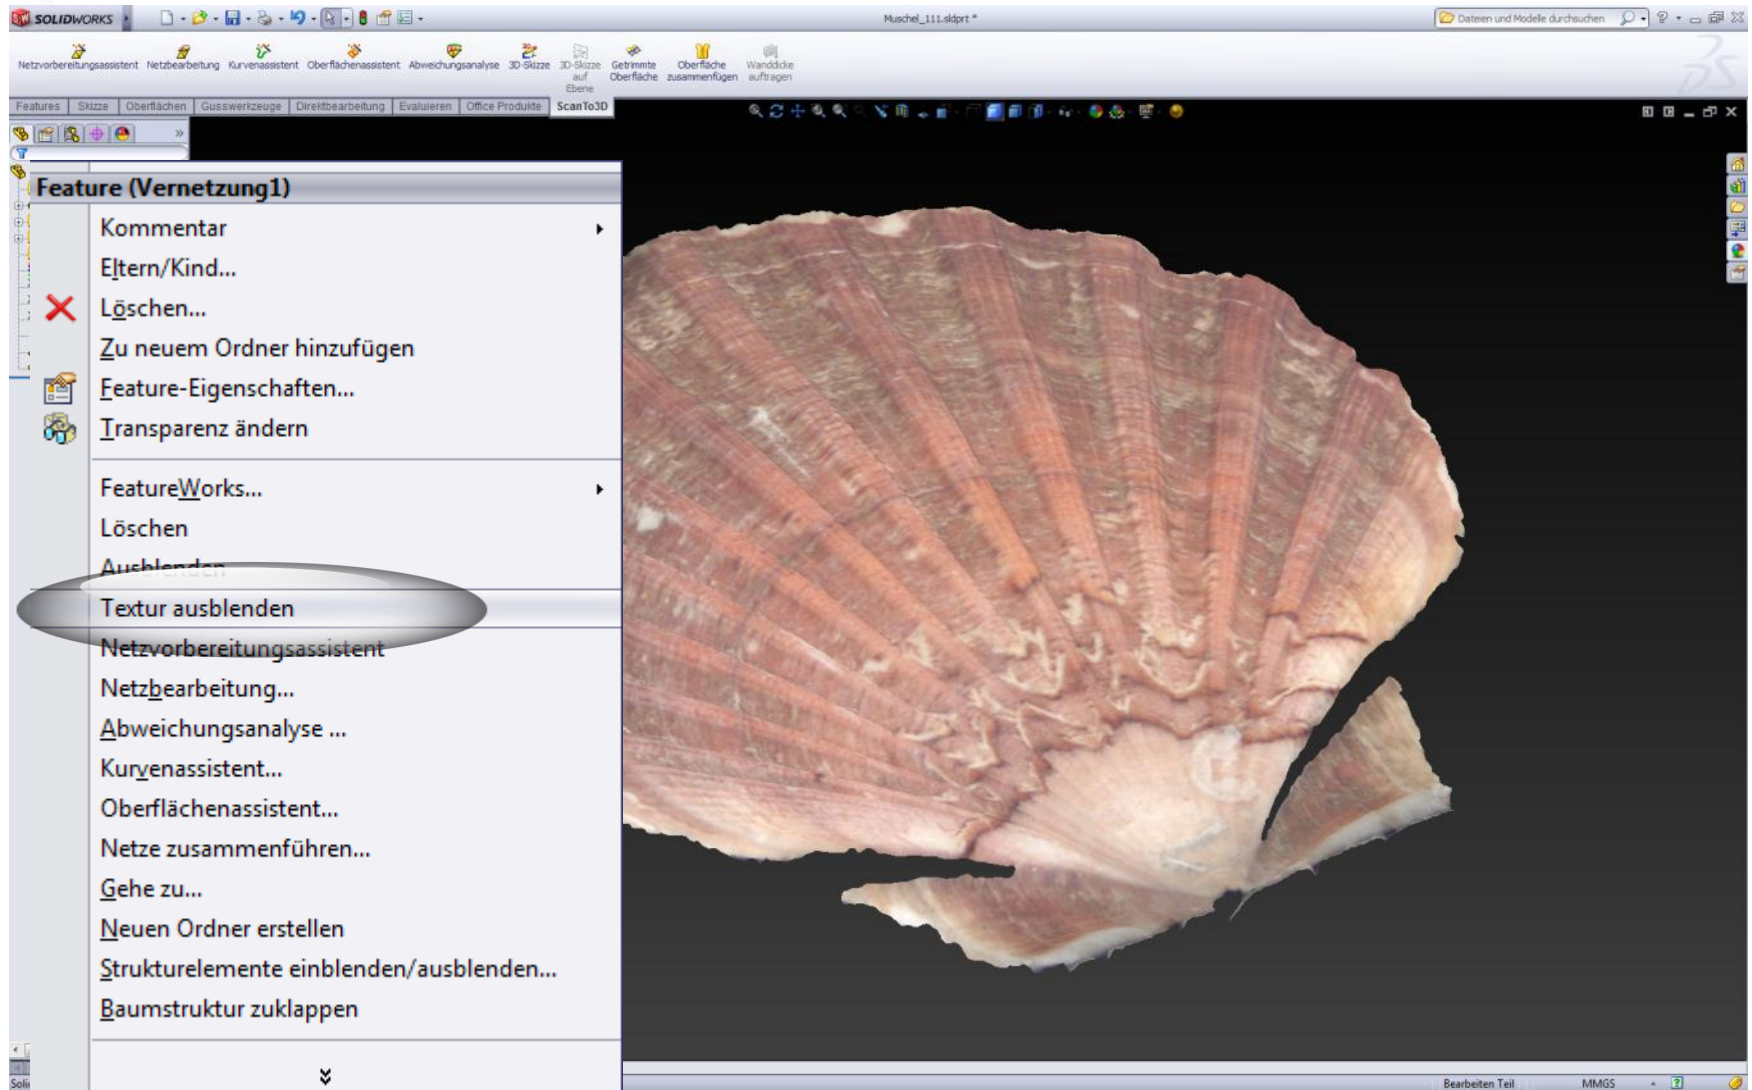 SOLIDWORKS
Muschel_111.sldprt *
Dateien und Modelle durchsuchen
Netzvorbereitungsassistent Netzbearbeitung Kurvenassistent Oberflächenassistent Abweichungsanalyse 3D-Skizze
3D-Skizze
auf
Ebene
Getrimmte
Oberfläche
Oberfläche
zusammenfügen
Wanddicke
auftragen
Features Skizze Oberflächen Gusswerkzeuge Direktbearbeitung Evaluieren Office Produkte ScanTo3D
Feature (Vernetzung1)
Kommentar
Eltern/Kind...
Löschen...
Zu neuem Ordner hinzufügen
Feature-Eigenschaften...
Transparenz ändern
FeatureWorks...
Löschen
Ausblenden
Textur ausblenden
Netzvorbereitungsassistent
Netzbearbeitung...
Abweichungsanalyse ...
Kurvenassistent...
Oberflächenassistent...
Netze zusammenführen...
Gehe zu...
Neuen Ordner erstellen
Strukturelemente einblenden/ausblenden...
Baumstruktur zuklappen
Bearbeiten Teil MMGS